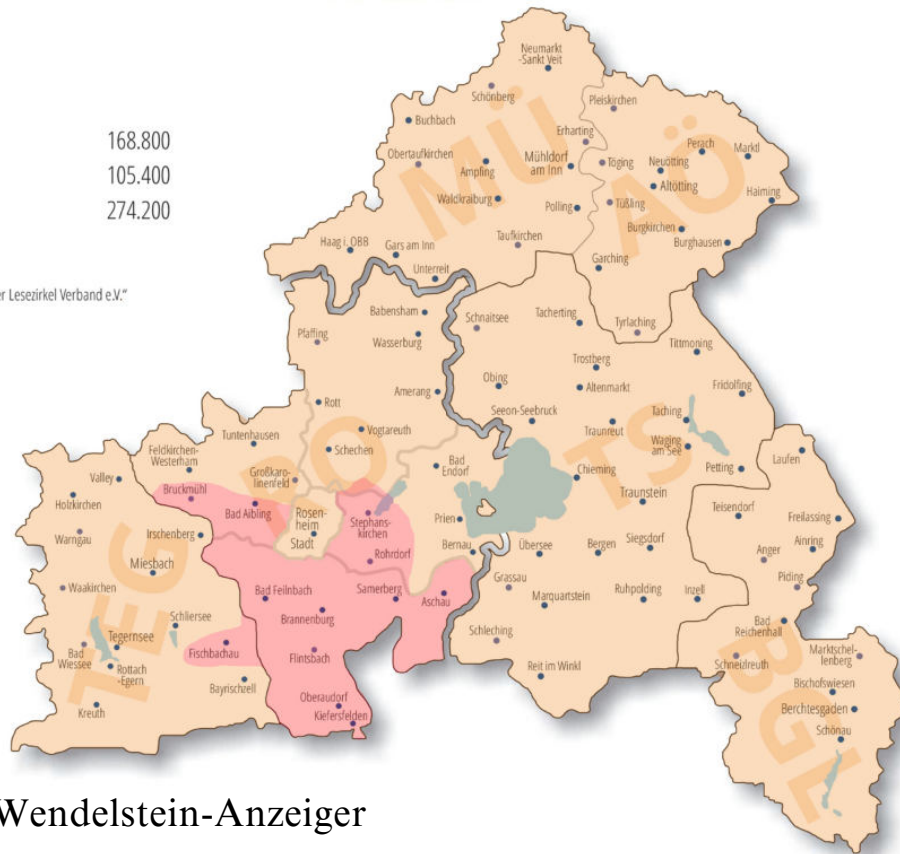 168.800
105.400
274.200
er Lesezirkel Verband e.V."
MÜ
AÖ
RO
TS
TEG
BGL
Neumarkt
-Sankt Veit
Schönberg
Buchbach
Pleiskirchen
Erharting
Obertaufkirchen
Ampfing
Mühldorf
am Inn
Töging
Perach
Neuötting
Marktl
Altötting
Waldkraiburg
Polling
Tüßling
Haiming
Burgkirchen
Burghausen
Taufkirchen
Haag i. OBB
Gars am Inn
Unterreit
Garching
Babensham
Pfaffing
Wasserburg
Schnaitsee
Tacherting
Tyrlaching
Tittmoning
Trostberg
Obing
Altenmarkt
Fridolfing
Amerang
Rott
Seeon-Seebruck
Taching
Traunreut
Waging
am See
Vogtareuth
Tuntenhausen
Schechen
Feldkirchen-
Westerham
Valley
Großkaro-
linenfeld
Bad
Endorf
Chieming
Petting
Laufen
Holzkirchen
Bruckmühl
Bad Aibling
Rosen-
heim
Stadt
Stephans-
kirchen
Prien
Traunstein
Teisendorf
Freilassing
Warngau
Irschenberg
Rohrdorf
Bernau
Übersee
Bergen
Siegsdorf
Anger
Ainring
Miesbach
Piding
Waakirchen
Bad Feilnbach
Samerberg
Aschau
Grassau
Marquartstein
Ruhpolding
Inzell
Brannenburg
Schliersee
Bad
Reichenhall
Tegernsee
Fischbachau
Flintsbach
Schleching
Bad
Wiessee
Rottach
-Egern
Reit im Winkl
Schneizlreuth
Marktschel-
lenberg
Bayrischzell
Bischofswiesen
Kreuth
Oberaudorf
Kiefersfelden
Berchtesgaden
Schönau
Wendelstein-Anzeiger